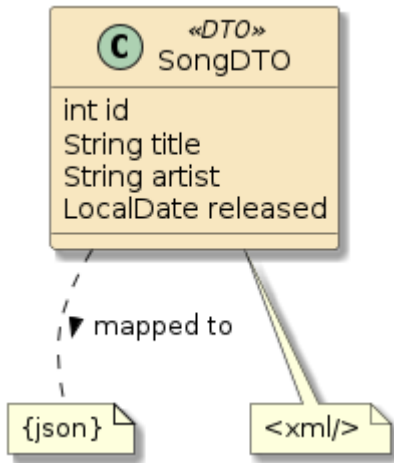 C
«DTO»
SongDTO
int id
String title
String artist
LocalDate released
mapped to
{json}
<xml/>